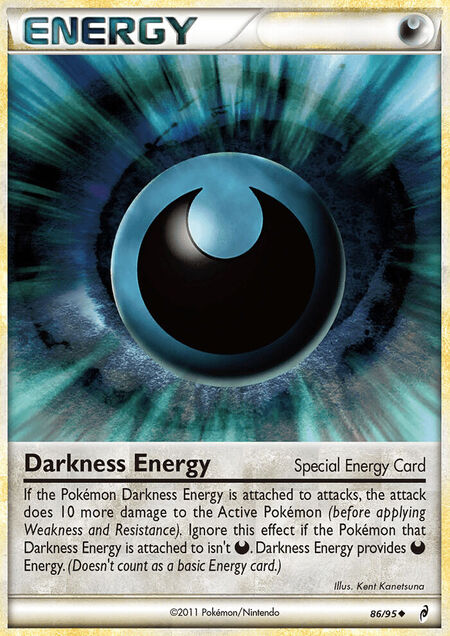 ENERGY
Darkness Energy Special Energy Card
If the Pokémon Darkness Energy is attached to attacks, the attack
does 10 more damage to the Active Pokémon (before applying
Weakness and Resistance). Ignore this effect if the Pokémon that
Darkness Energy is attached to isn't . Darkness Energy provides
Energy. (Doesn't count as a basic Energy card.)
Illus. Kent Kanetsuna
©2011 Pokémon/Nintendo 86/95